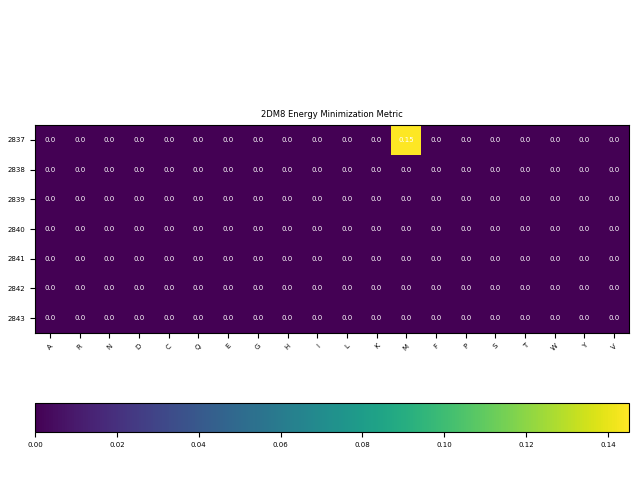 2DM8 Energy Minimization Metric
2837 0.0 0.0 0.0 0.0 0.0 0.0 0.0 0.0 0.0 0.0 0.0 0.0 0.15 0.0 0.0 0.0 0.0 0.0 0.0 0.0
2838 0.0 0.0 0.0 0.0 0.0 0.0 0.0 0.0 0.0 0.0 0.0 0.0 0.0 0.0 0.0 0.0 0.0 0.0 0.0 0.0
2839 0.0 0.0 0.0 0.0 0.0 0.0 0.0 0.0 0.0 0.0 0.0 0.0 0.0 0.0 0.0 0.0 0.0 0.0 0.0 0.0
2840 0.0 0.0 0.0 0.0 0.0 0.0 0.0 0.0 0.0 0.0 0.0 0.0 0.0 0.0 0.0 0.0 0.0 0.0 0.0 0.0
2841 0.0 0.0 0.0 0.0 0.0 0.0 0.0 0.0 0.0 0.0 0.0 0.0 0.0 0.0 0.0 0.0 0.0 0.0 0.0 0.0
2842 0.0 0.0 0.0 0.0 0.0 0.0 0.0 0.0 0.0 0.0 0.0 0.0 0.0 0.0 0.0 0.0 0.0 0.0 0.0 0.0
2843 0.0 0.0 0.0 0.0 0.0 0.0 0.0 0.0 0.0 0.0 0.0 0.0 0.0 0.0 0.0 0.0 0.0 0.0 0.0 0.0
A R N D C Q E G H I L K M F P S T W Y V
0.00 0.02 0.04 0.06 0.08 0.10 0.12 0.14